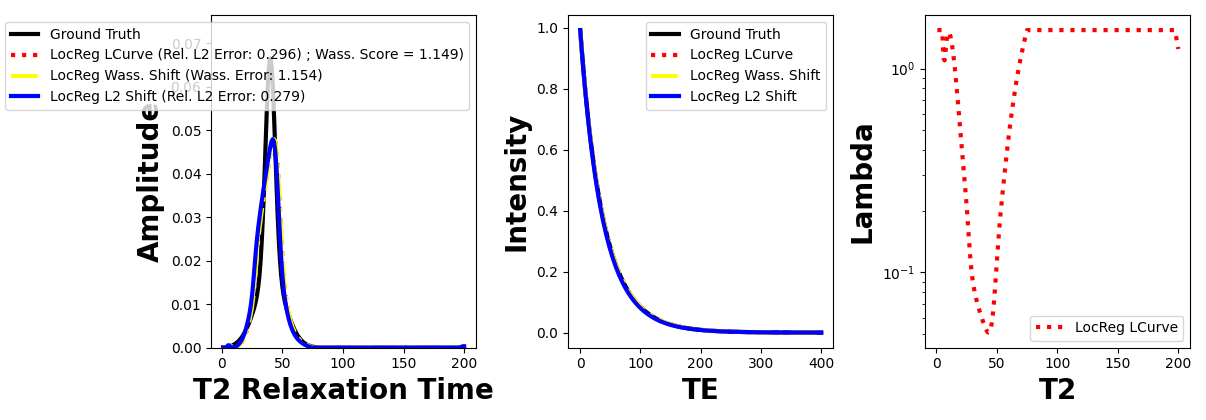 Ground Truth
LocReg LCurve (Rel. L2 Error: 0.296) ; Wass. Score = 1.149)
LocReg Wass. Shift (Wass. Error: 1.154)
LocReg L2 Shift (Rel. L2 Error: 0.279)
0.07
0.06
0.05
0.04
0.03
0.02
0.01
0.00
Amplitude
0 50 100 150 200
T2 Relaxation Time
Ground Truth
LocReg LCurve
LocReg Wass. Shift
LocReg L2 Shift
1.0
0.8
0.6
0.4
0.2
0.0
Intensity
0 100 200 300 400
TE
10⁰
10⁻¹
Lambda
LocReg LCurve
0 50 100 150 200
T2